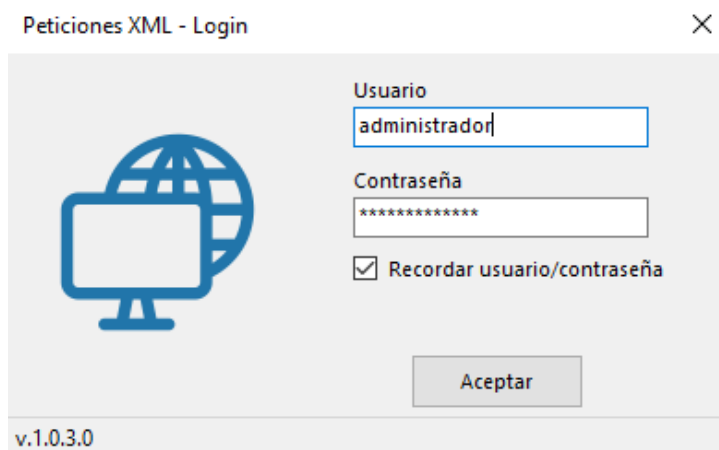 Peticiones XML - Login
Usuario
administrador
Contraseña
*************
Recordar usuario/contraseña
Aceptar
v.1.0.3.0